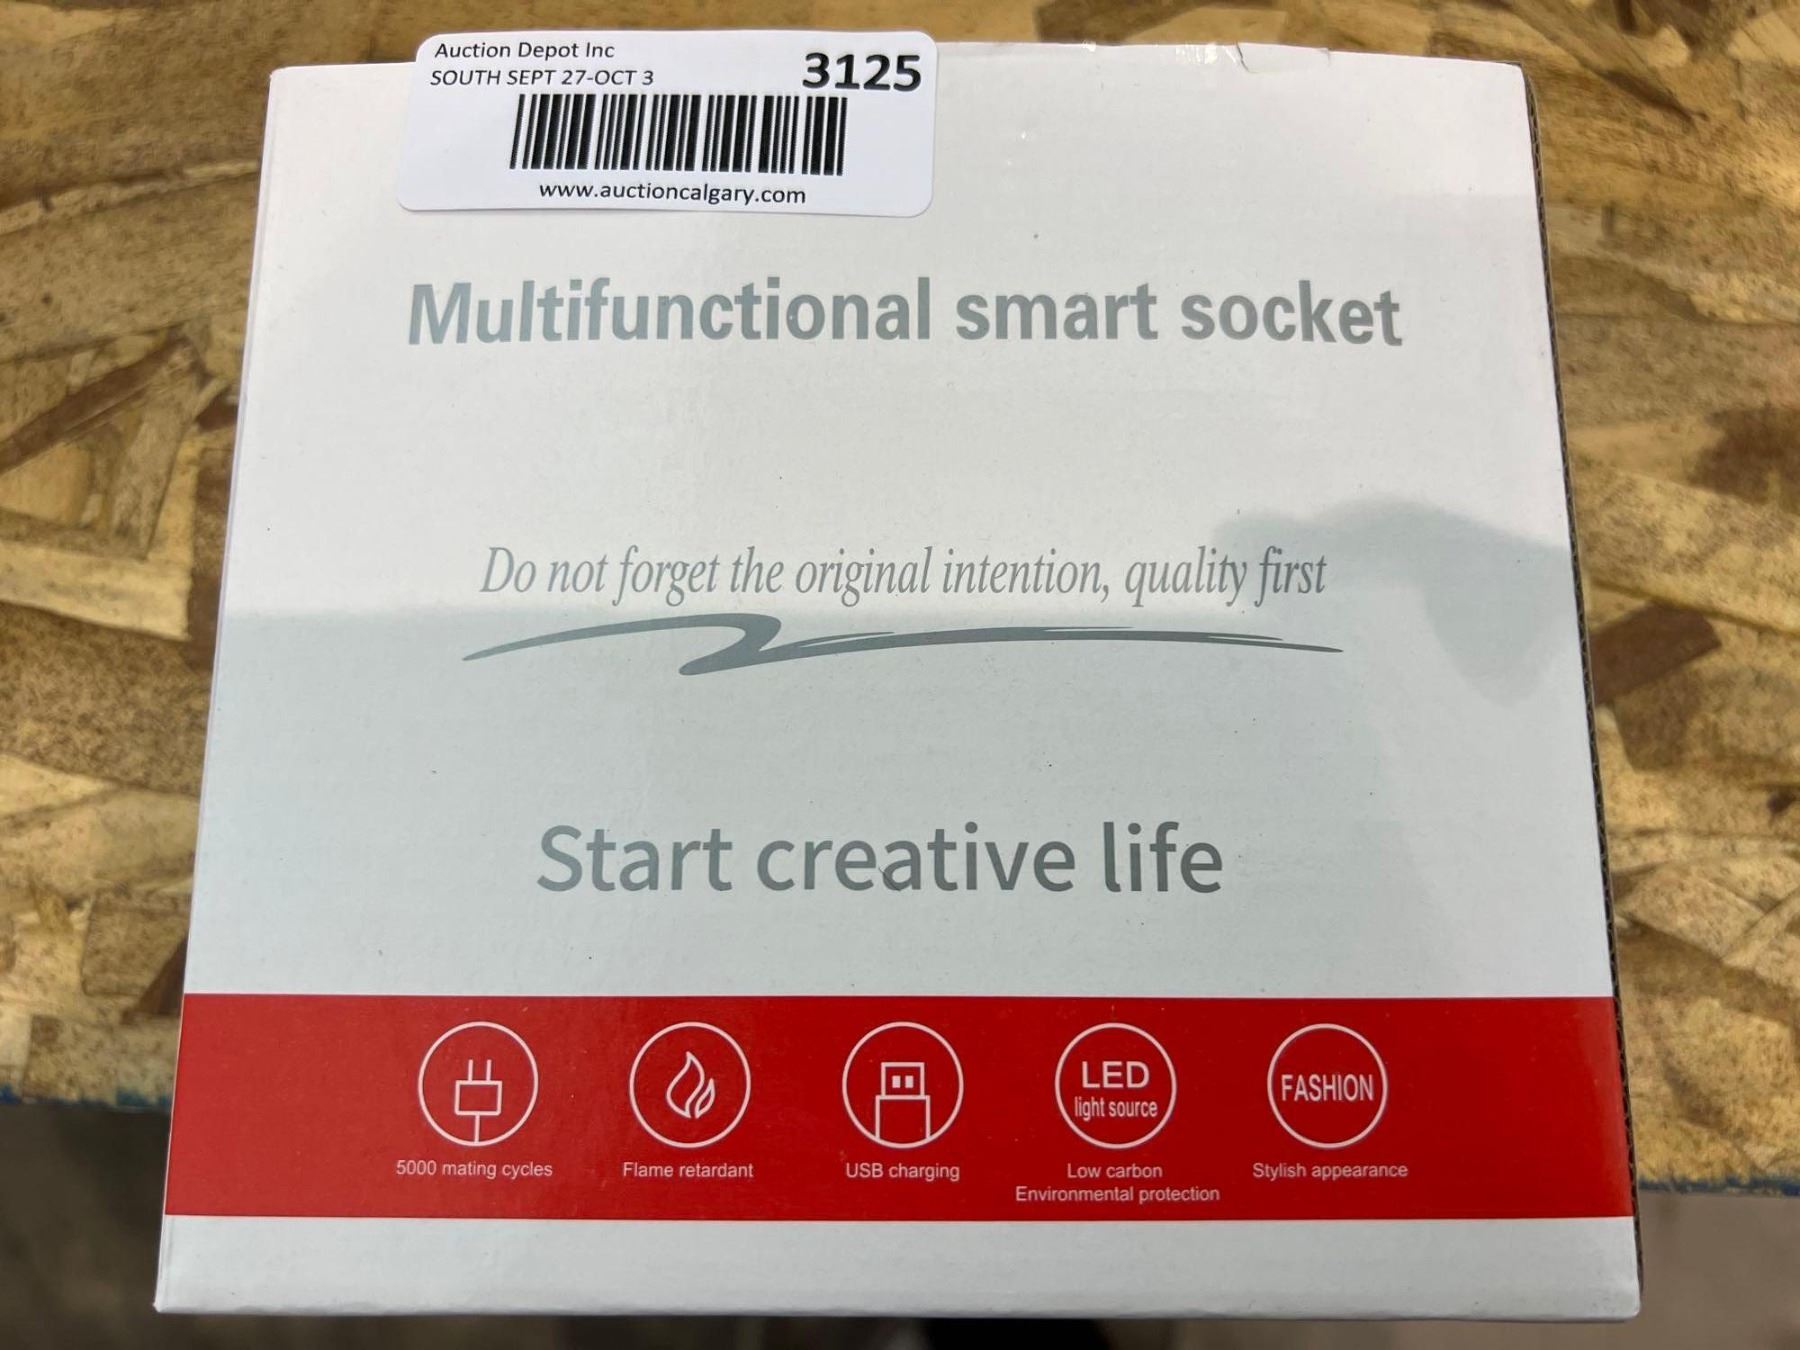 Auction Depot Inc
SOUTH SEPT 27-OCT 3
3125
www.auctioncalgary.com
Multifunctional smart socket
Do not forget the original intention, quality first
Start creative life
LED
light source
FASHION
5000 mating cycles
Flame retardant
USB charging
Low carbon
Environmental protection
Stylish appearance